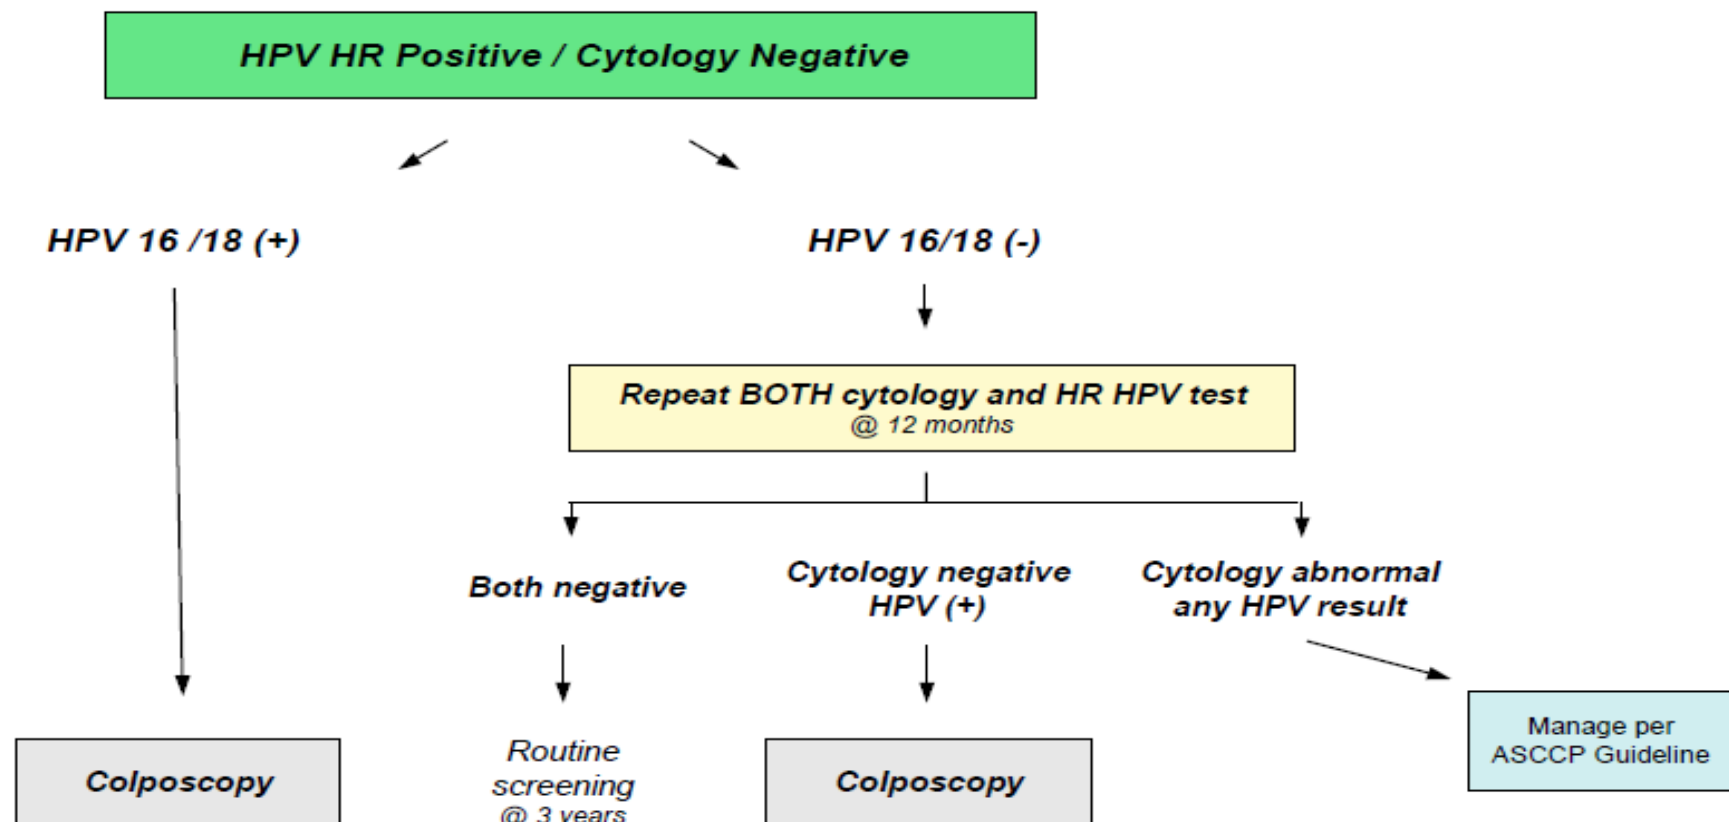 HPV HR Positive / Cytology Negative
HPV 16 /18 (+)
HPV 16/18 (-)
Repeat BOTH cytology and HR HPV test
@ 12 months
Both negative
Cytology negative
HPV (+)
Cytology abnormal
any HPV result
Colposcopy
Routine
screening
@ 3 years
Colposcopy
Manage per
ASCCP Guideline